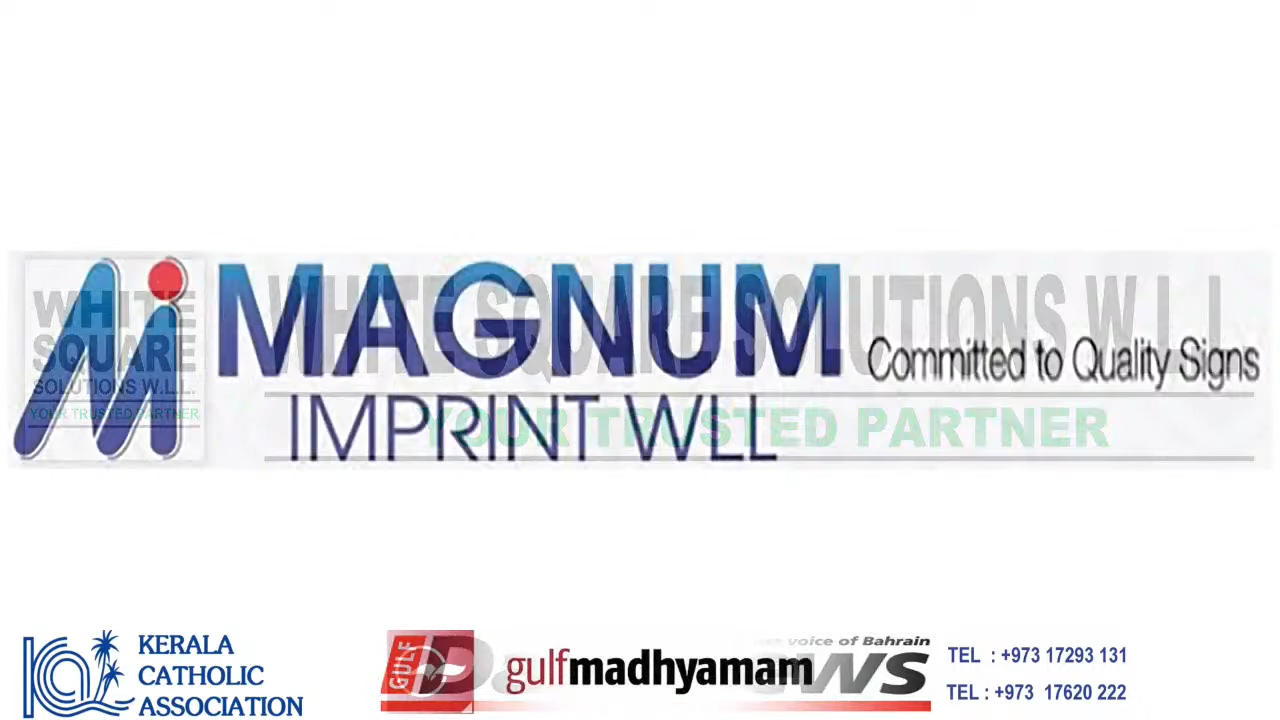 MAGNUM
IMPRINT WLL
Committed to Quality Signs
WHITE SQUARE SOLUTIONS W.L.L
YOUR TRUSTED PARTNER
WHITE
SQUARE
SOLUTIONS W.L.L.
YOUR TRUSTED PARTNER
KERALA
CATHOLIC
ASSOCIATION
GULF
gulfmadhyamam
voice of Bahrain
TEL : +973 17293 131
TEL : +973 17620 222